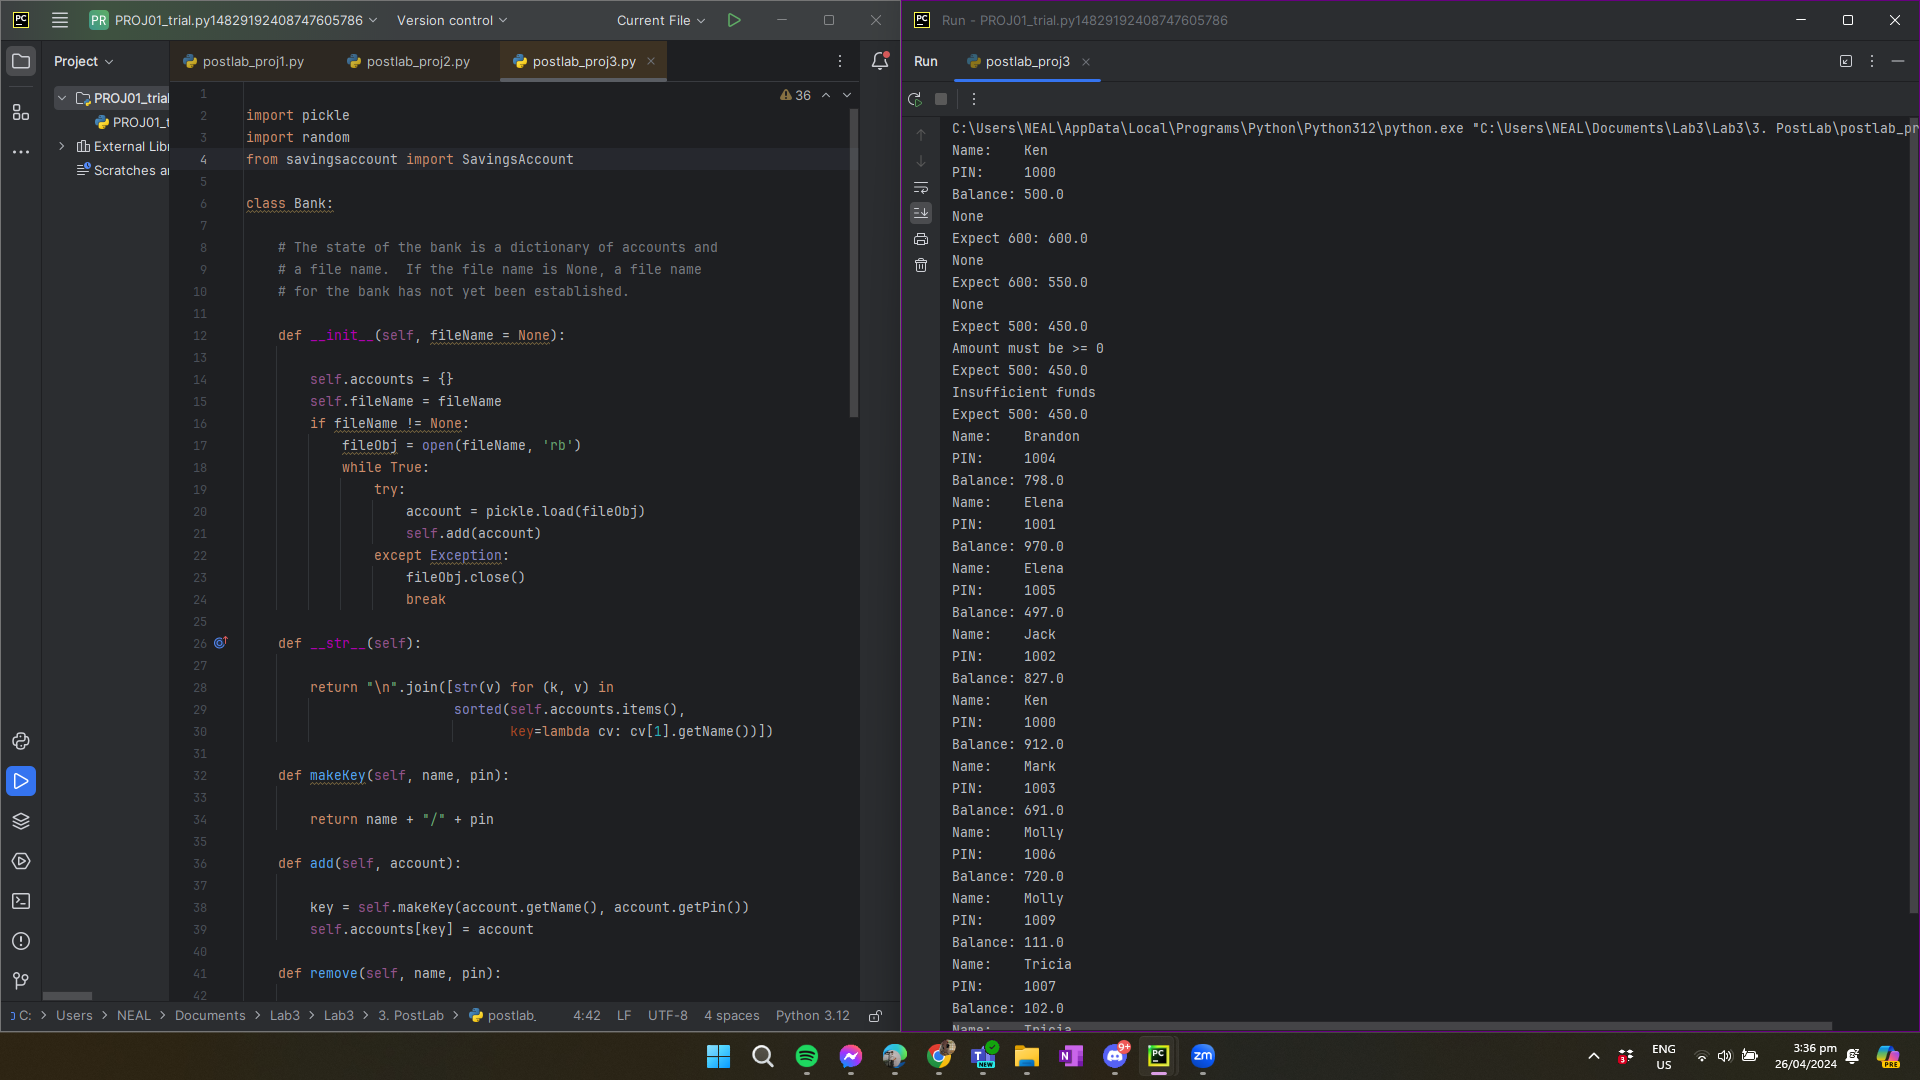 PR PROJ01_trial.py14829192408747605786 Version control Current File
Project
postlab_proj1.py postlab_proj2.py postlab_proj3.py
PROJ01_trial
PROJ01_t
External Lib
Scratches a
36
1
2 import pickle
3 import random
4 from savingsaccount import SavingsAccount
5
6 class Bank:
7
8 # The state of the bank is a dictionary of accounts and
9 # a file name.  If the file name is None, a file name
10 # for the bank has not yet been established.
11
12 def __init__(self, fileName = None):
13
14 self.accounts = {}
15 self.fileName = fileName
16 if fileName != None:
17 fileObj = open(fileName, 'rb')
18 while True:
19 try:
20 account = pickle.load(fileObj)
21 self.add(account)
22 except Exception:
23 fileObj.close()
24 break
25
26 def __str__(self):
27
28 return "\n".join([str(v) for (k, v) in
29 sorted(self.accounts.items(),
30 key=lambda cv: cv[1].getName())])
31
32 def makeKey(self, name, pin):
33
34 return name + "/" + pin
35
36 def add(self, account):
37
38 key = self.makeKey(account.getName(), account.getPin())
39 self.accounts[key] = account
40
41 def remove(self, name, pin):
42
C: > Users > NEAL > Documents > Lab3 > Lab3 > 3. PostLab > postlab_ 4:42 LF UTF-8 4 spaces Python 3.12
PC Run - PROJ01_trial.py14829192408747605786
Run postlab_proj3
C:\Users\NEAL\AppData\Local\Programs\Python\Python312\python.exe "C:\Users\NEAL\Documents\Lab3\Lab3\3. PostLab\postlab_pr
Name:    Ken
PIN:     1000
Balance: 500.0
None
Expect 600: 600.0
None
Expect 600: 550.0
None
Expect 500: 450.0
Amount must be >= 0
Expect 500: 450.0
Insufficient funds
Expect 500: 450.0
Name:    Brandon
PIN:     1004
Balance: 798.0
Name:    Elena
PIN:     1001
Balance: 970.0
Name:    Elena
PIN:     1005
Balance: 497.0
Name:    Jack
PIN:     1002
Balance: 827.0
Name:    Ken
PIN:     1000
Balance: 912.0
Name:    Mark
PIN:     1003
Balance: 691.0
Name:    Molly
PIN:     1006
Balance: 720.0
Name:    Molly
PIN:     1009
Balance: 111.0
Name:    Tricia
PIN:     1007
Balance: 102.0
Name:    Tricia
NEW 9+ PC zm
3 ENG
US
3:36 pm
26/04/2024
PRE